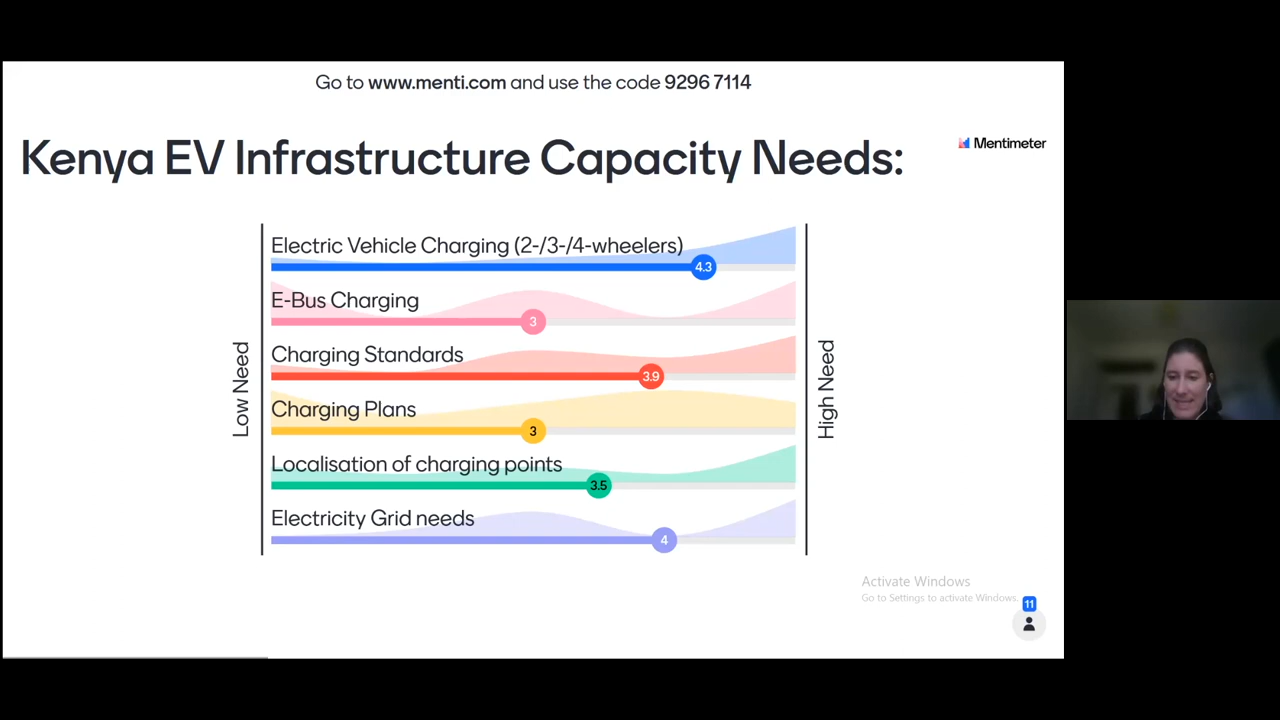 Go to www.menti.com and use the code 9296 7114
Kenya EV Infrastructure Capacity Needs:
Mentimeter
Electric Vehicle Charging (2-/3-/4-wheelers)
4.3
E-Bus Charging
3
Charging Standards
3.9
Charging Plans
3
Localisation of charging points
3.5
Electricity Grid needs
4
Low Need
High Need
Activate Windows
Go to Settings to activate Windows.
11